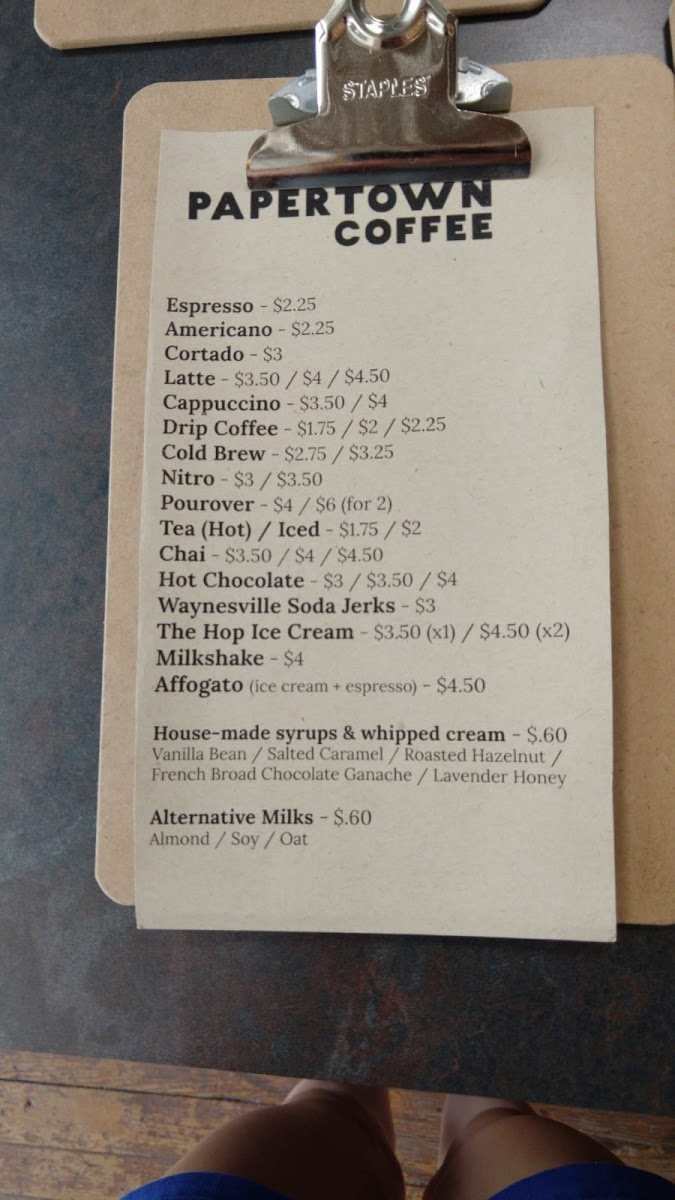 STAPLES
PAPERTOWN
COFFEE
Espresso - $2.25
Americano - $2.25
Cortado - $3
Latte - $3.50 / $4 / $4.50
Cappuccino - $3.50 / $4
Drip Coffee - $1.75 / $2 / $2.25
Cold Brew - $2.75 / $3.25
Nitro - $3 / $3.50
Pourover - $4 / $6 (for 2)
Tea (Hot) / Iced - $1.75 / $2
Chai - $3.50 / $4 / $4.50
Hot Chocolate - $3 / $3.50 / $4
Waynesville Soda Jerks - $3
The Hop Ice Cream - $3.50 (x1) / $4.50 (x2)
Milkshake - $4
Affogato (ice cream + espresso) - $4.50
House-made syrups & whipped cream - $.60
Vanilla Bean / Salted Caramel / Roasted Hazelnut /
French Broad Chocolate Ganache / Lavender Honey
Alternative Milks - $.60
Almond / Soy / Oat